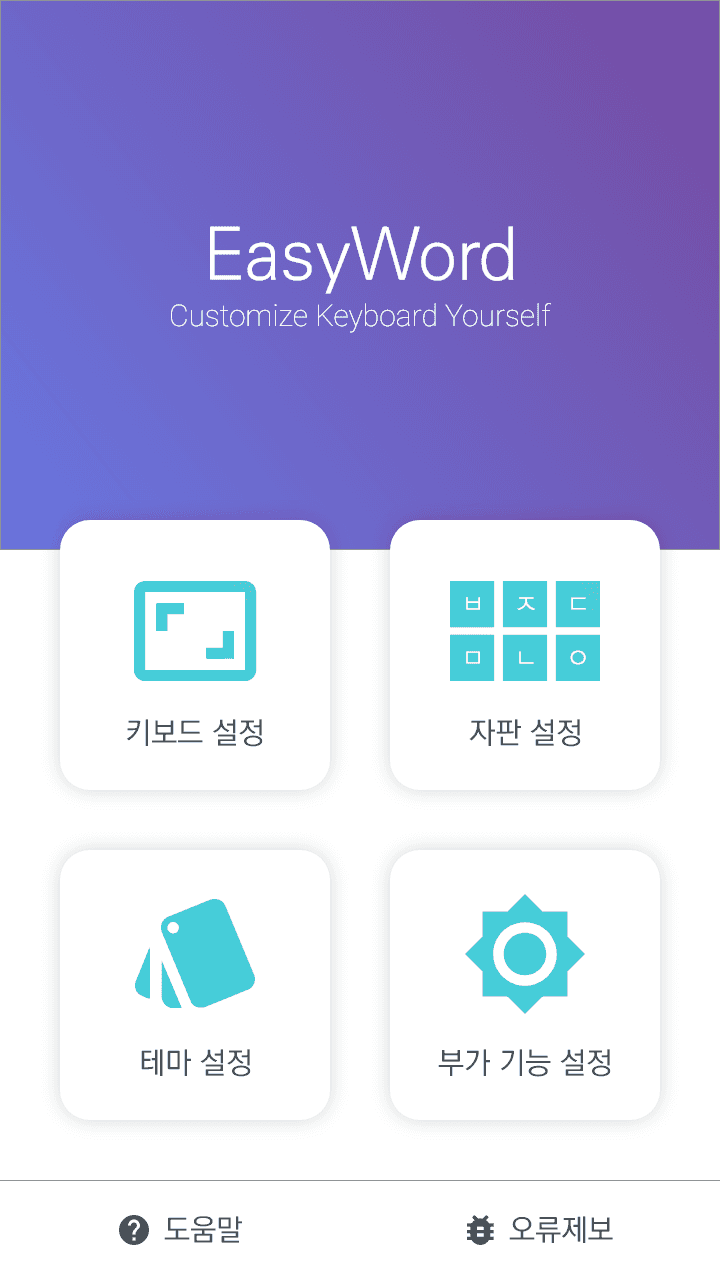 EasyWord
Customize Keyboard Yourself
ㅂ ㅈ ㄷ
ㅁ ㄴ ㅇ
키보드 설정
자판 설정
테마 설정
부가 기능 설정
도움말
오류제보